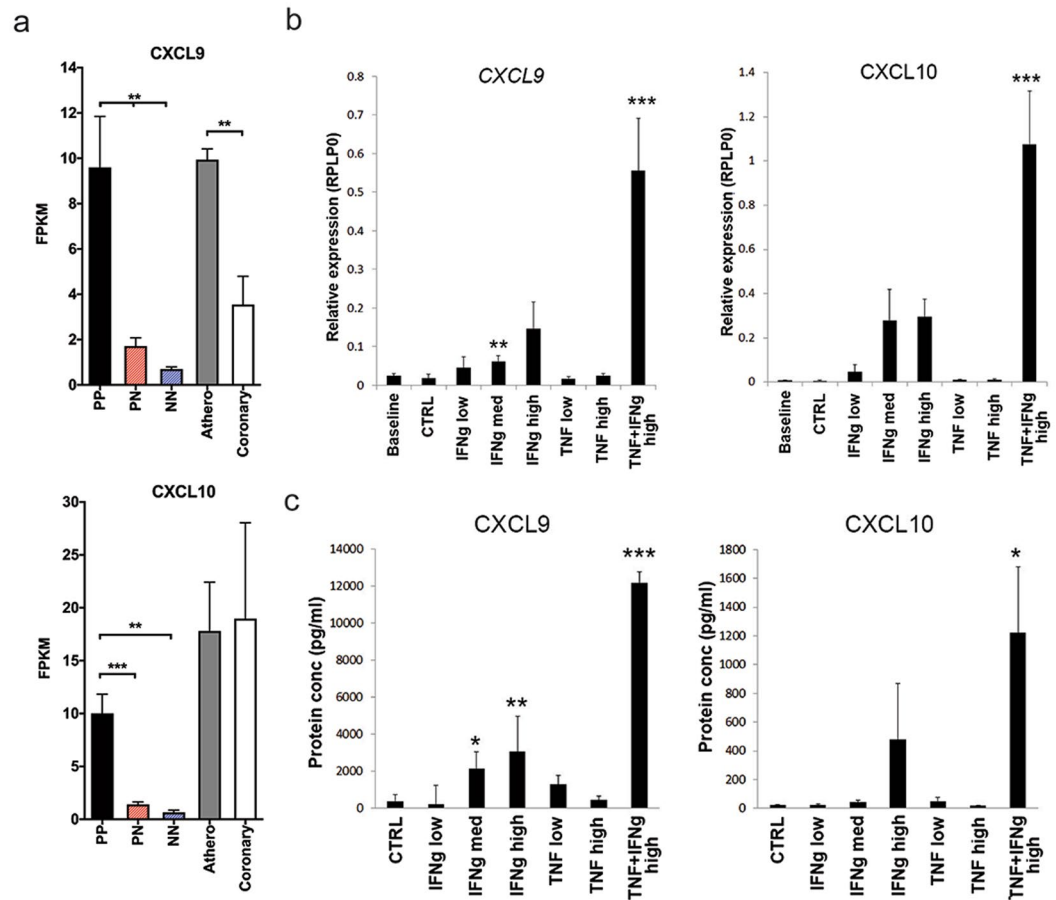 a
CXCL9
14
12
10
8
6
4
2
0
FPKM
**
**
PP
PN
NN
Athero
Coronary
CXCL10
30
25
20
15
10
5
0
FPKM
**
***
PP
PN
NN
Athero
Coronary
b
CXCL9
0.8
0.7
0.6
0.5
0.4
0.3
0.2
0.1
0
Relative expression (RPLP0)
**
***
Baseline
CTRL
IFNg low
IFNg med
IFNg high
TNF low
TNF high
TNF+IFNg
high
CXCL10
1.4
1.2
1
0.8
0.6
0.4
0.2
0
Relative expression (RPLP0)
***
Baseline
CTRL
IFNg low
IFNg med
IFNg high
TNF low
TNF high
TNF+IFNg
high
c
CXCL9
14000
12000
10000
8000
6000
4000
2000
0
Protein conc (pg/ml)
*
**
***
CTRL
IFNg low
IFNg med
IFNg high
TNF low
TNF high
TNF+IFNg
high
CXCL10
1800
1600
1400
1200
1000
800
600
400
200
0
Protein conc (pg/ml)
*
CTRL
IFNg low
IFNg med
IFNg high
TNF low
TNF high
TNF+IFNg
high